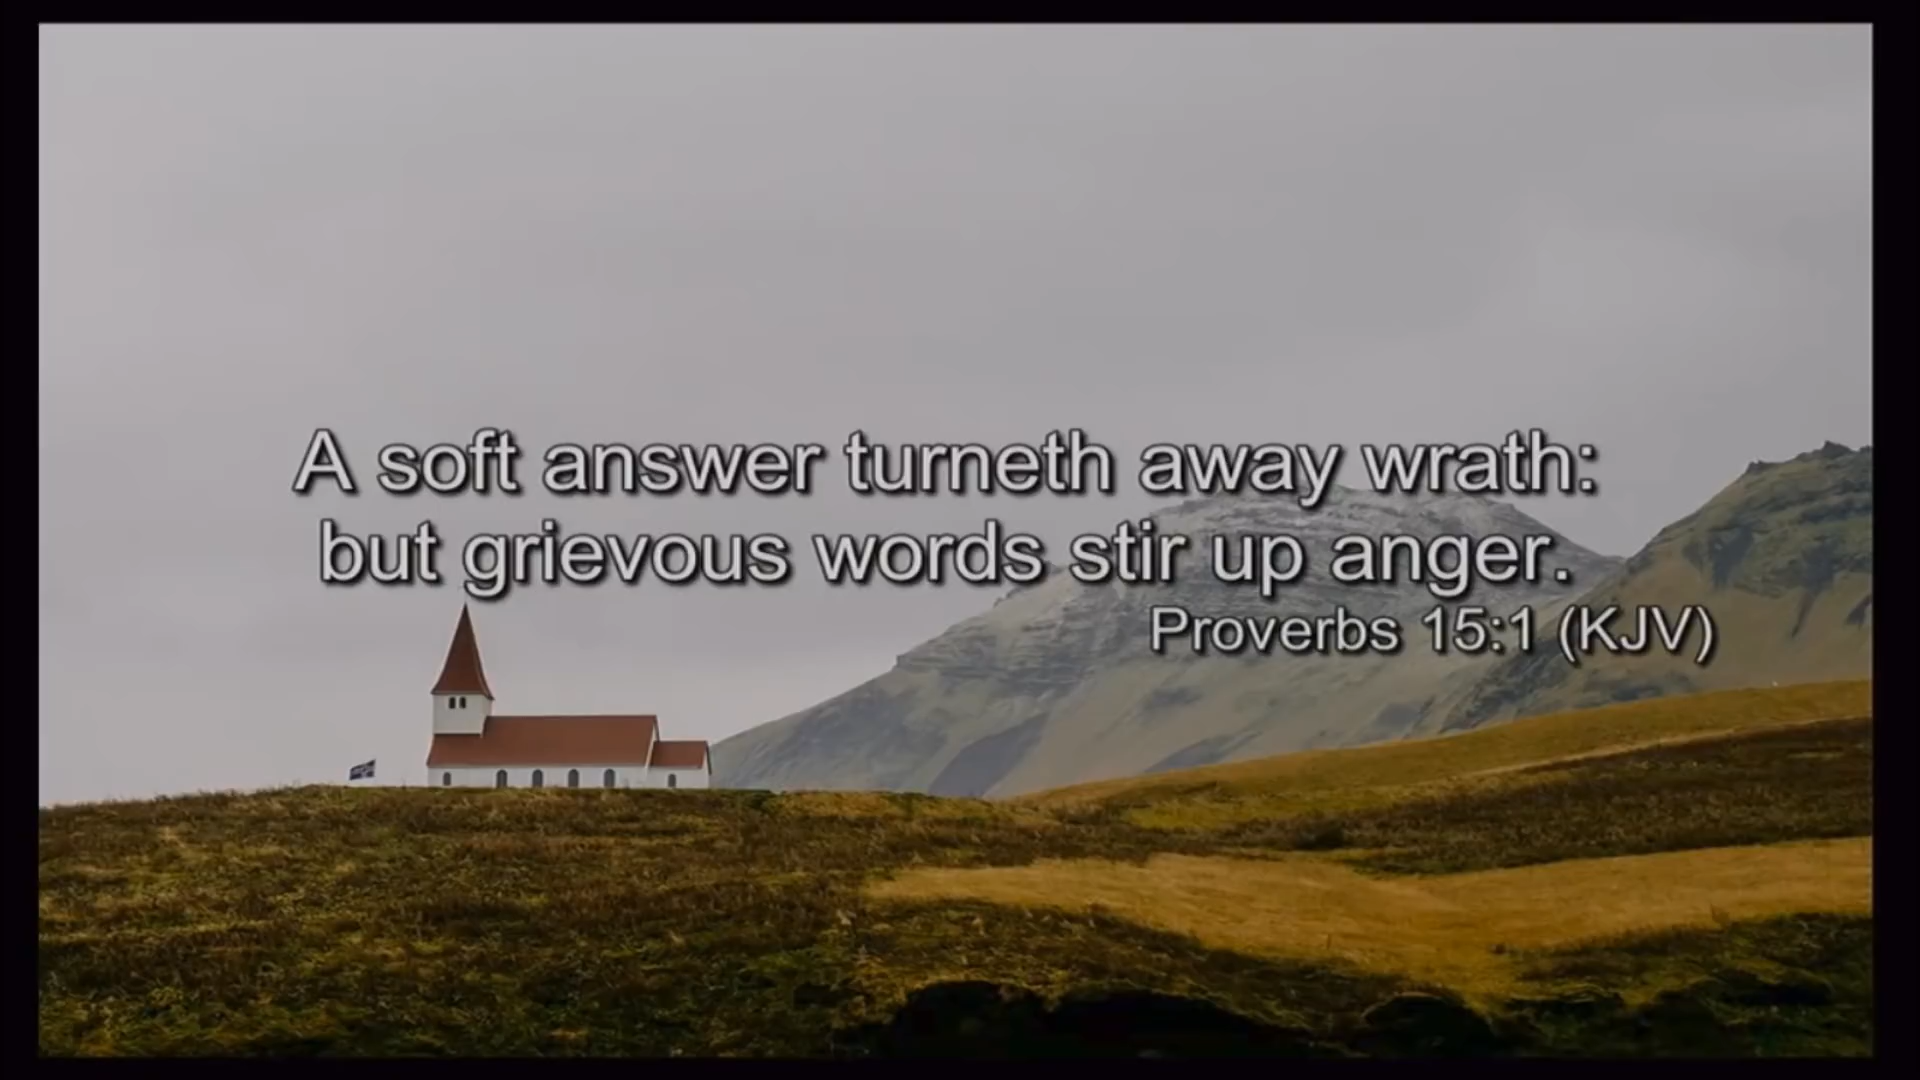 A soft answer turneth away wrath:
but grievous words stir up anger.
Proverbs 15:1 (KJV)